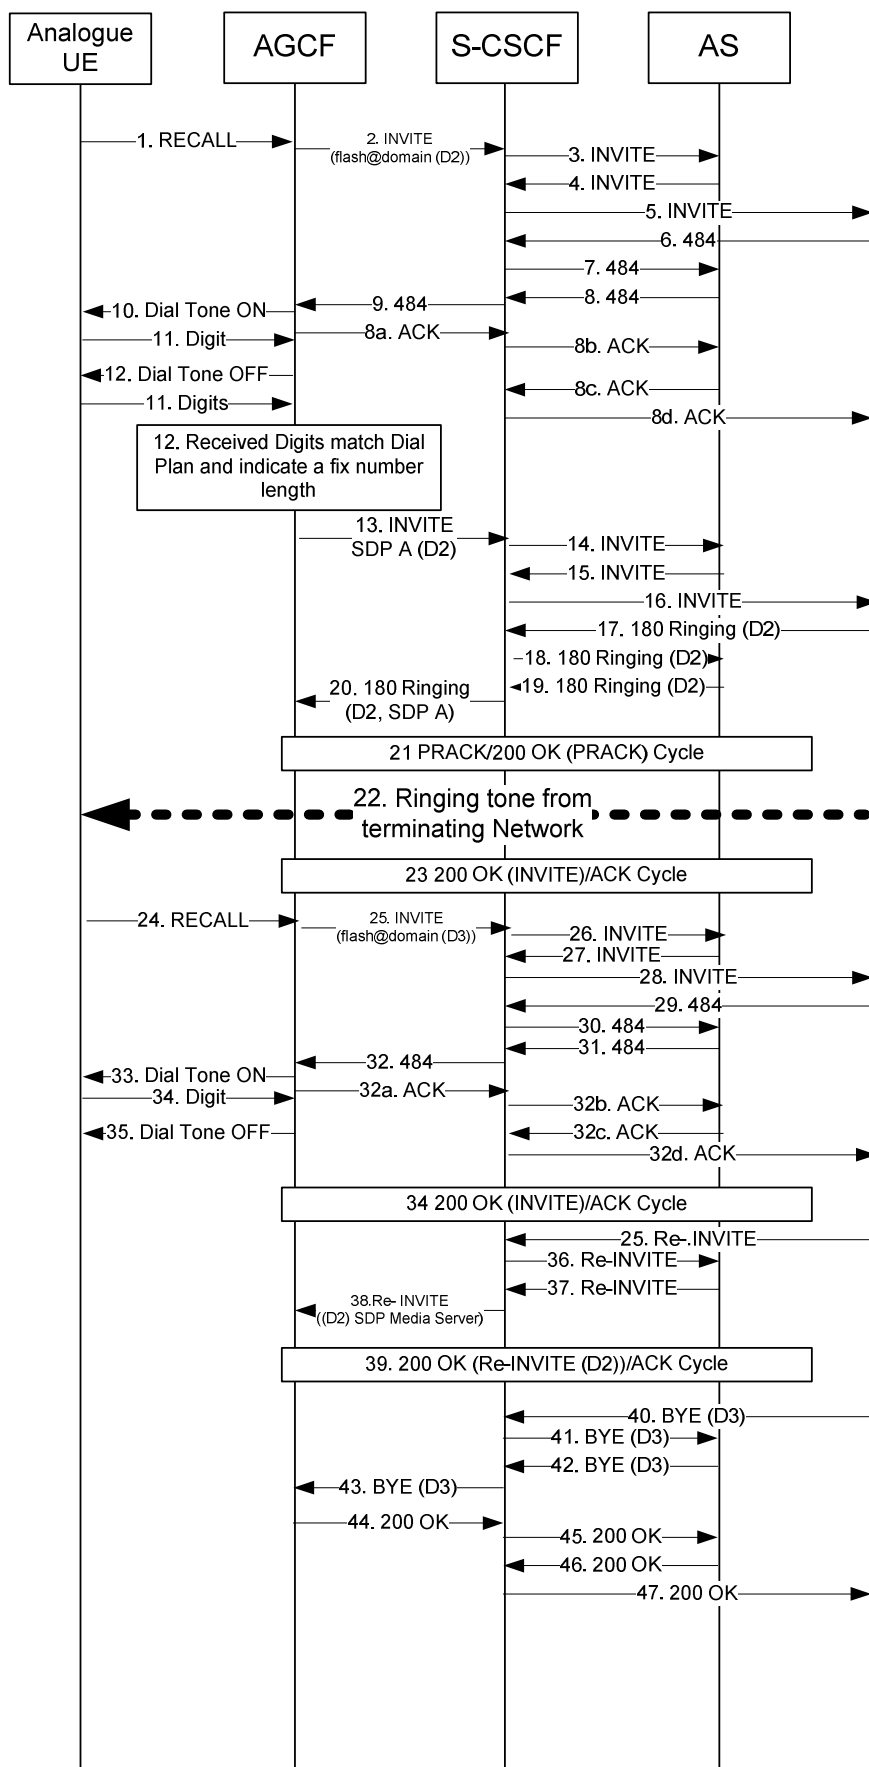 Analogue
UE
AGCF
S-CSCF
AS
1. RECALL
2. INVITE
(flash@domain (D2))
3. INVITE
4. INVITE
5. INVITE
6. 484
7. 484
8. 484
9. 484
10. Dial Tone ON
8a. ACK
11. Digit
8b. ACK
12. Dial Tone OFF
8c. ACK
11. Digits
8d. ACK
12. Received Digits match Dial
Plan and indicate a fix number
length
13. INVITE
SDP A (D2)
14. INVITE
15. INVITE
16. INVITE
17. 180 Ringing (D2)
18. 180 Ringing (D2)
19. 180 Ringing (D2)
20. 180 Ringing
(D2, SDP A)
21 PRACK/200 OK (PRACK) Cycle
22. Ringing tone from
terminating Network
23 200 OK (INVITE)/ACK Cycle
24. RECALL
25. INVITE
(flash@domain (D3))
26. INVITE
27. INVITE
28. INVITE
29. 484
30. 484
31. 484
32. 484
33. Dial Tone ON
32a. ACK
34. Digit
32b. ACK
35. Dial Tone OFF
32c. ACK
32d. ACK
34 200 OK (INVITE)/ACK Cycle
25. Re-.INVITE
36. Re-INVITE
37. Re-INVITE
38.Re- INVITE
((D2) SDP Media Server)
39. 200 OK (Re-INVITE (D2))/ACK Cycle
40. BYE (D3)
41. BYE (D3)
42. BYE (D3)
43. BYE (D3)
44. 200 OK
45. 200 OK
46. 200 OK
47. 200 OK